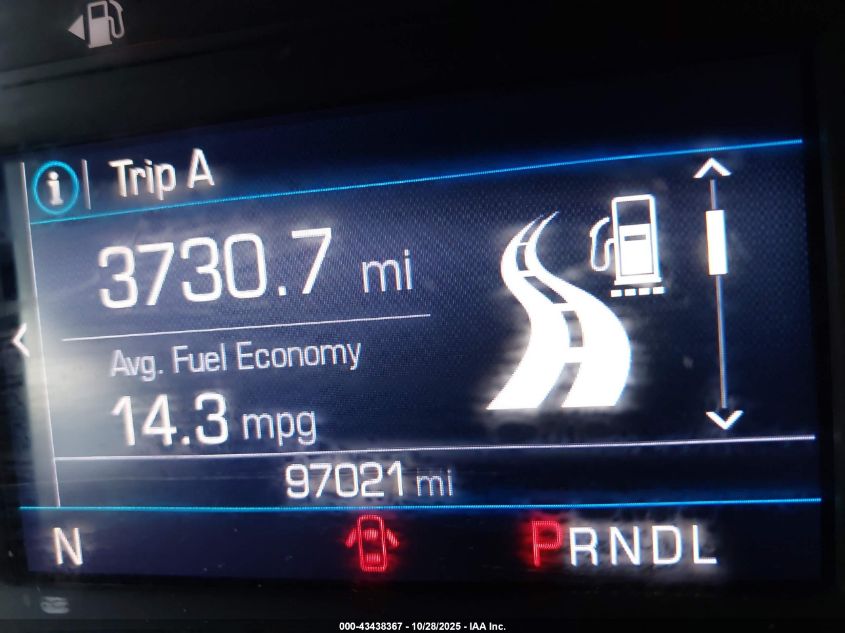 Trip A
3730.7 mi
Avg. Fuel Economy
14.3 mpg
97021 mi
N PRNDL
000-43438367 - 10/28/2025 - IAA Inc.